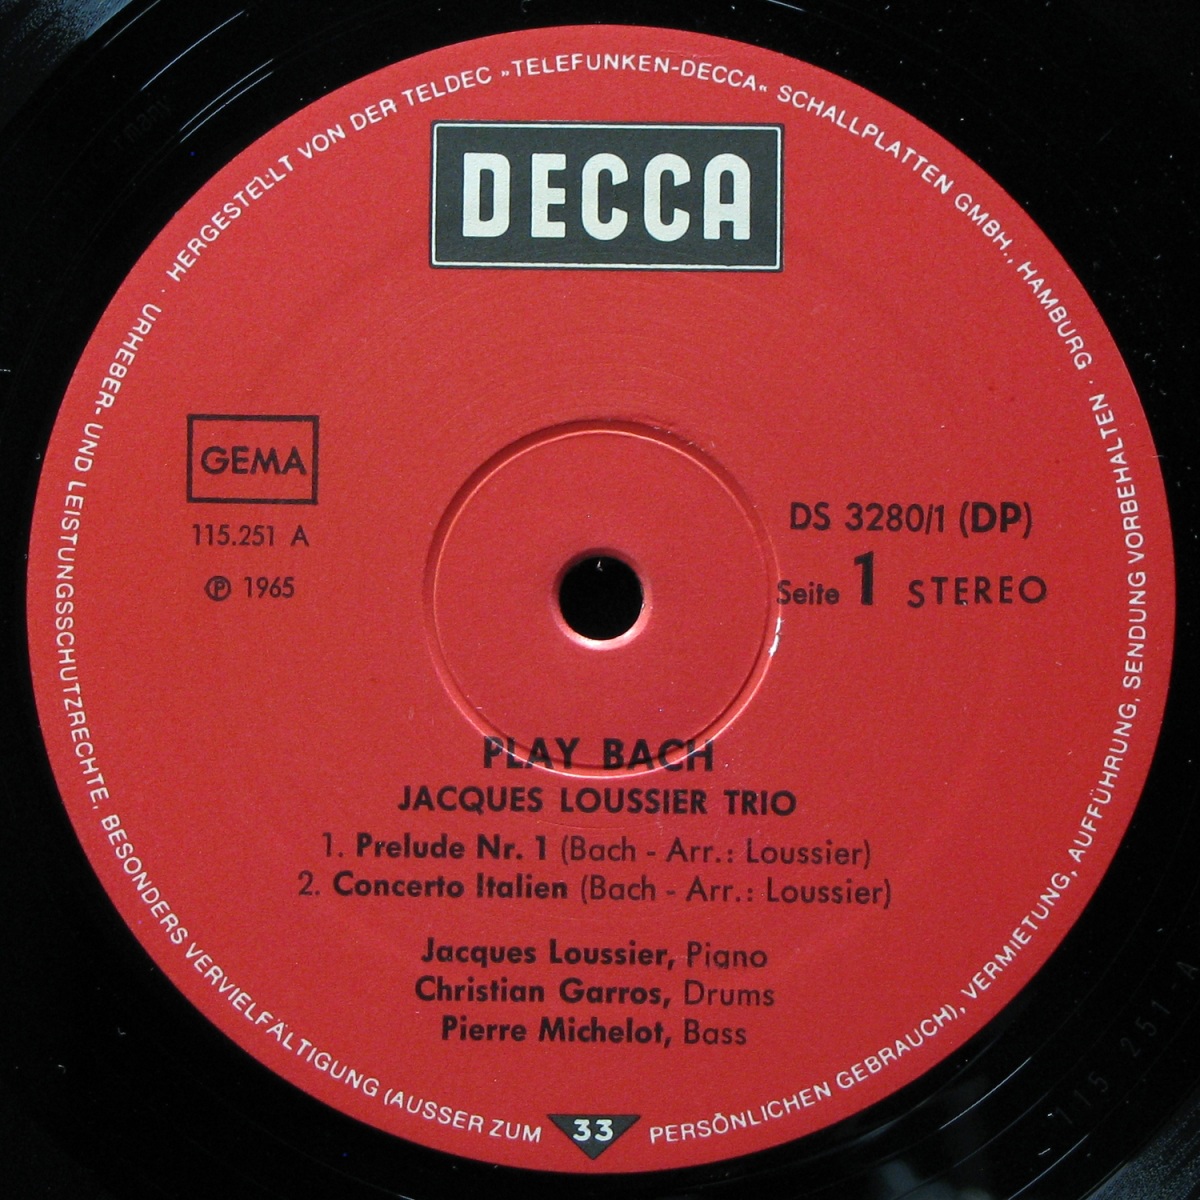 HERGESTELLT VON DER TELDEC »TELEFUNKEN-DECCA« SCHALLPLATTEN GMBH., HAMBURG · URHEBER- UND LEISTUNGSSCHUTZRECHTE, BESONDERS VERVIELFÄLTIGUNG (AUSSER ZUM PERSÖNLICHEN GEBRAUCH), VERMIETUNG, AUFFÜHRUNG, SENDUNG VORBEHALTEN ·
DECCA
GEMA
115.251 A
℗ 1965
DS 3280/1 (DP)
Seite 1 STEREO
PLAY BACH
JACQUES LOUSSIER TRIO
1. Prelude Nr. 1 (Bach - Arr.: Loussier)
2. Concerto Italien (Bach - Arr.: Loussier)
Jacques Loussier, Piano
Christian Garros, Drums
Pierre Michelot, Bass
33
115 251-A